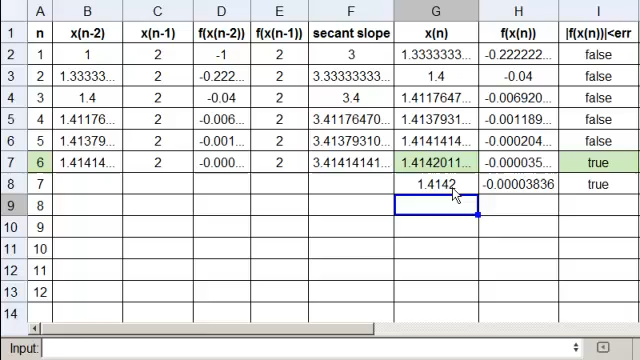 A B C D E F G H I
1 n x(n-2) x(n-1) f(x(n-2)) f(x(n-1)) secant slope x(n) f(x(n)) |f(x(n))|<err
2 1 1 2 -1 2 3 1.3333333... -0.222222... false
3 2 1.33333... 2 -0.222... 2 3.33333333... 1.4 -0.04 false
4 3 1.4 2 -0.04 2 3.4 1.4117647... -0.006920... false
5 4 1.41176... 2 -0.006... 2 3.41176470... 1.4137931... -0.001189... false
6 5 1.41379... 2 -0.001... 2 3.41379310... 1.4141414... -0.000204... false
7 6 1.41414... 2 -0.000... 2 3.41414141... 1.4142011... -0.000035... true
8 7 1.4142 -0.00003836 true
9 8
10 9
11 10
12 11
13 12
14
Input: